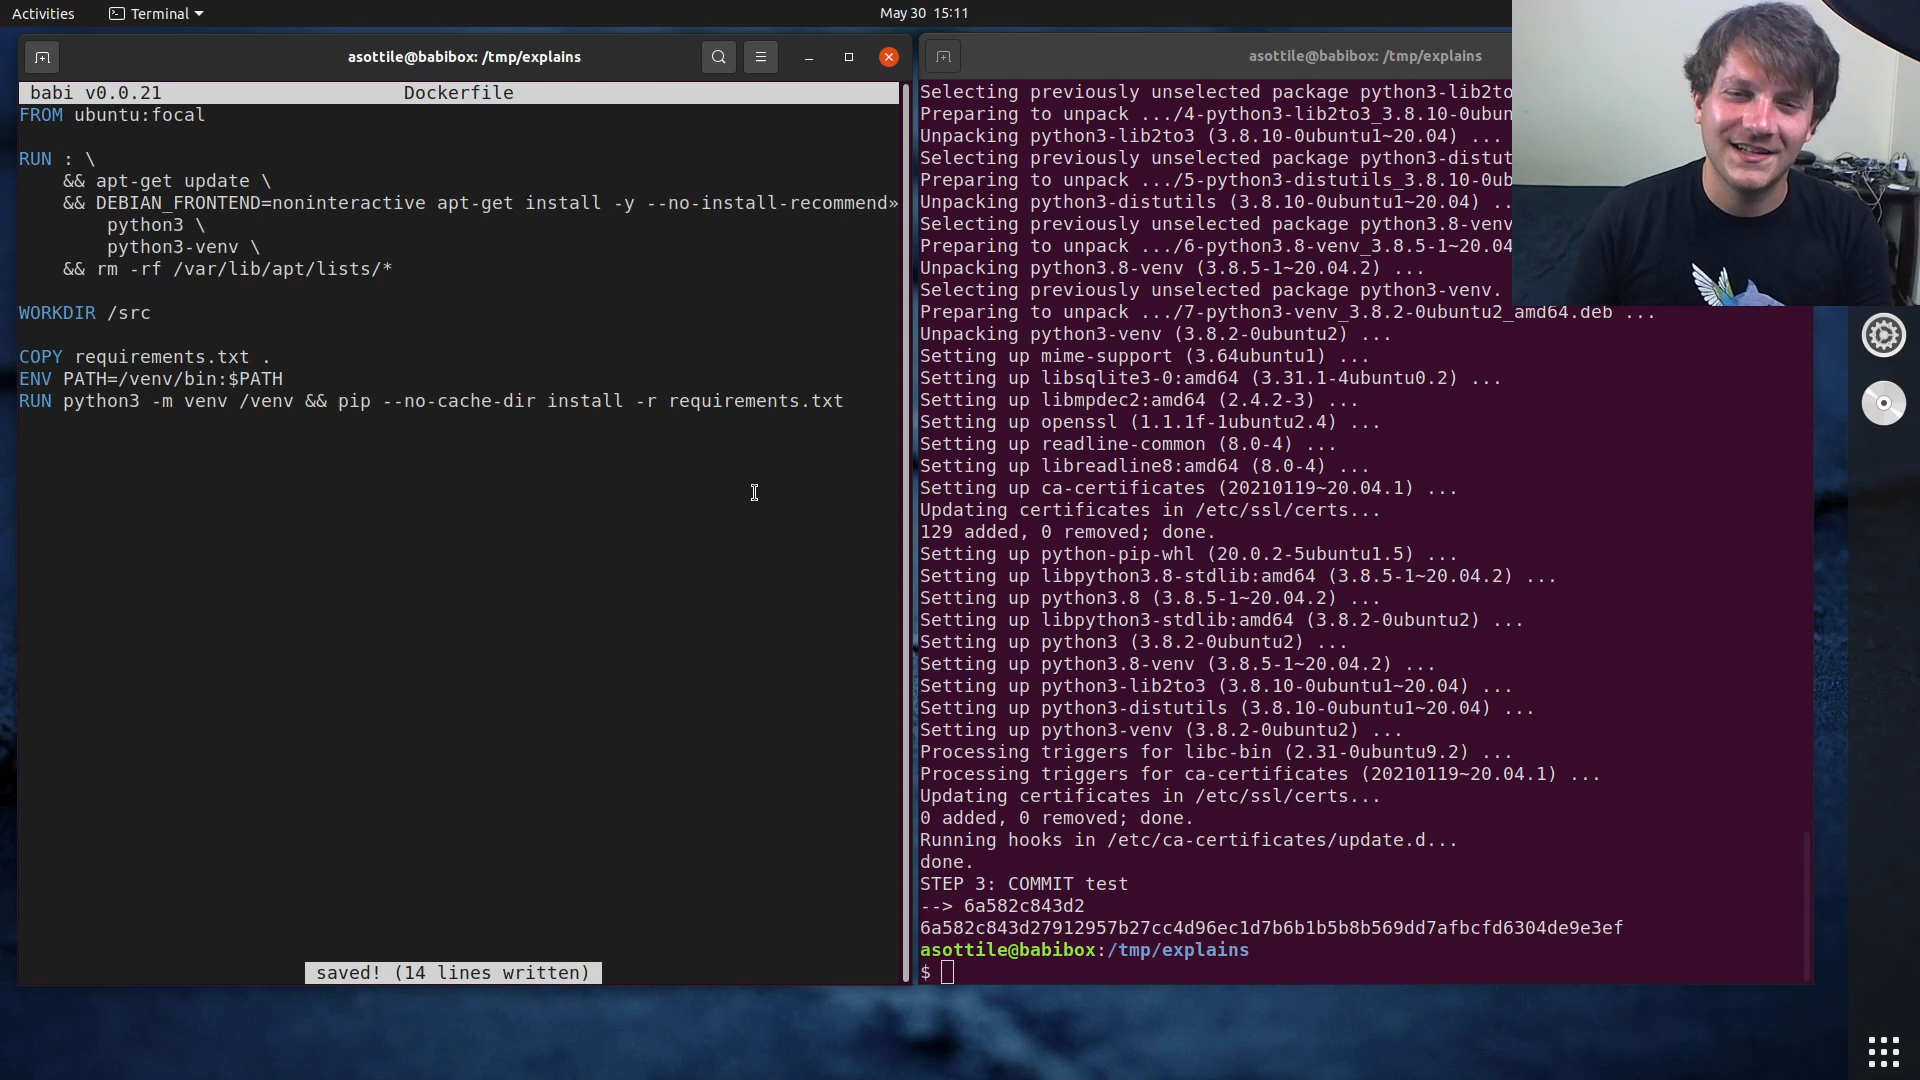 Activities
Terminal
May 30 15:11
asottile@babibox: /tmp/explains
babi v0.0.21 Dockerfile
FROM ubuntu:focal
RUN : \
&& apt-get update \
&& DEBIAN_FRONTEND=noninteractive apt-get install -y --no-install-recommend»
python3 \
python3-venv \
&& rm -rf /var/lib/apt/lists/*
WORKDIR /src
COPY requirements.txt .
ENV PATH=/venv/bin:$PATH
RUN python3 -m venv /venv && pip --no-cache-dir install -r requirements.txt
saved! (14 lines written)
asottile@babibox: /tmp/explains
Selecting previously unselected package python3-lib2to
Preparing to unpack .../4-python3-lib2to3_3.8.10-0ubun
Unpacking python3-lib2to3 (3.8.10-0ubuntu1~20.04) ...
Selecting previously unselected package python3-distut
Preparing to unpack .../5-python3-distutils_3.8.10-0ub
Unpacking python3-distutils (3.8.10-0ubuntu1~20.04) ..
Selecting previously unselected package python3.8-venv
Preparing to unpack .../6-python3.8-venv_3.8.5-1~20.04
Unpacking python3.8-venv (3.8.5-1~20.04.2) ...
Selecting previously unselected package python3-venv.
Preparing to unpack .../7-python3-venv_3.8.2-0ubuntu2_amd64.deb ...
Unpacking python3-venv (3.8.2-0ubuntu2) ...
Setting up mime-support (3.64ubuntu1) ...
Setting up libsqlite3-0:amd64 (3.31.1-4ubuntu0.2) ...
Setting up libmpdec2:amd64 (2.4.2-3) ...
Setting up openssl (1.1.1f-1ubuntu2.4) ...
Setting up readline-common (8.0-4) ...
Setting up libreadline8:amd64 (8.0-4) ...
Setting up ca-certificates (20210119~20.04.1) ...
Updating certificates in /etc/ssl/certs...
129 added, 0 removed; done.
Setting up python-pip-whl (20.0.2-5ubuntu1.5) ...
Setting up libpython3.8-stdlib:amd64 (3.8.5-1~20.04.2) ...
Setting up python3.8 (3.8.5-1~20.04.2) ...
Setting up libpython3-stdlib:amd64 (3.8.2-0ubuntu2) ...
Setting up python3 (3.8.2-0ubuntu2) ...
Setting up python3.8-venv (3.8.5-1~20.04.2) ...
Setting up python3-lib2to3 (3.8.10-0ubuntu1~20.04) ...
Setting up python3-distutils (3.8.10-0ubuntu1~20.04) ...
Setting up python3-venv (3.8.2-0ubuntu2) ...
Processing triggers for libc-bin (2.31-0ubuntu9.2) ...
Processing triggers for ca-certificates (20210119~20.04.1) ...
Updating certificates in /etc/ssl/certs...
0 added, 0 removed; done.
Running hooks in /etc/ca-certificates/update.d...
done.
STEP 3: COMMIT test
--> 6a582c843d2
6a582c843d27912957b27cc4d96ec1d7b6b1b5b8b569dd7afbcfd6304de9e3ef
asottile@babibox:/tmp/explains
$